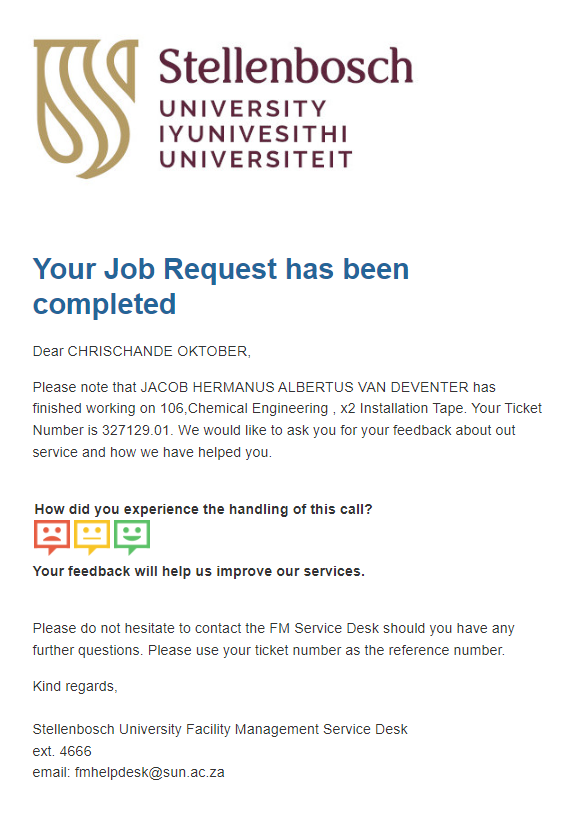 Stellenbosch
UNIVERSITY
IYUNIVESITHI
UNIVERSITEIT
Your Job Request has been
completed
Dear CHRISCHANDE OKTOBER,
Please note that JACOB HERMANUS ALBERTUS VAN DEVENTER has
finished working on 106,Chemical Engineering , x2 Installation Tape. Your Ticket
Number is 327129.01. We would like to ask you for your feedback about out
service and how we have helped you.
How did you experience the handling of this call?
Your feedback will help us improve our services.
Please do not hesitate to contact the FM Service Desk should you have any
further questions. Please use your ticket number as the reference number.
Kind regards,
Stellenbosch University Facility Management Service Desk
ext. 4666
email: fmhelpdesk@sun.ac.za